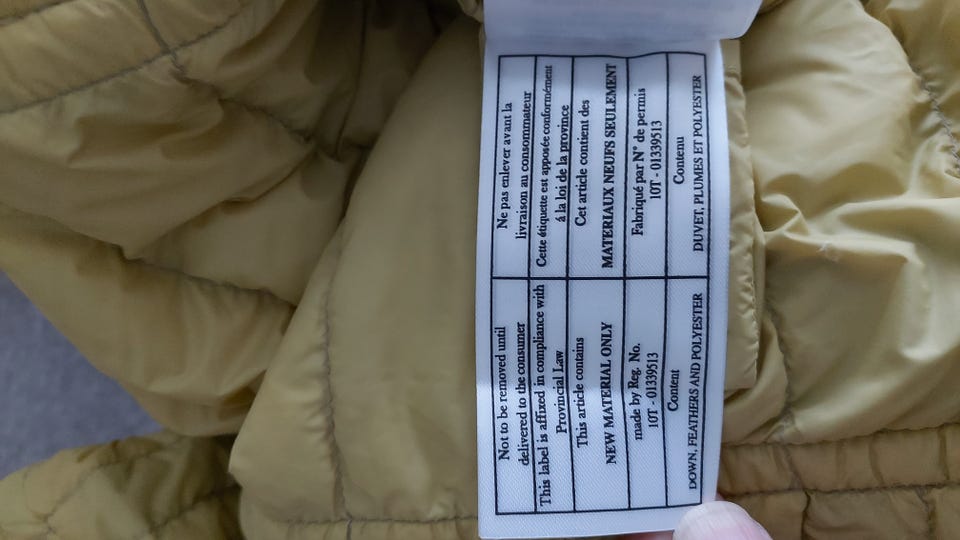 Not to be removed until
delivered to the consumer
This label is affixed in compliance with
Provincial Law
This article contains
NEW MATERIAL ONLY
made by Reg. No.
10T - 01339513
Content
DOWN, FEATHERS AND POLYESTER
Ne pas enlever avant la
livraison au consommateur
Cette étiquette est apposée conformément
á la loi de la province
Cet article contient des
MATERIAUX NEUFS SEULEMENT
Fabriqué par N° de permis
10T - 01339513
Contenu
DUVET, PLUMES ET POLYESTER